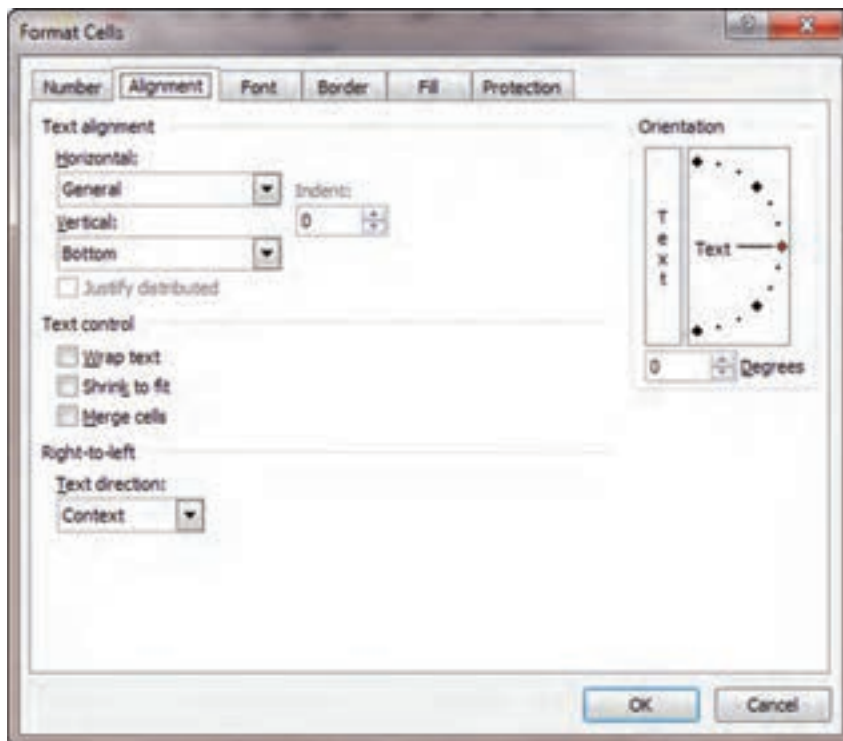 Format Cells
Number Alignment Font Border Fill Protection
Text alignment
Horizontal:
General
Indent:
Vertical:
0
Bottom
Justify distributed
Text control
Wrap text
Shrink to fit
Merge cells
Right-to-left
Text direction:
Context
Orientation
Text
Text
0 Degrees
OK Cancel